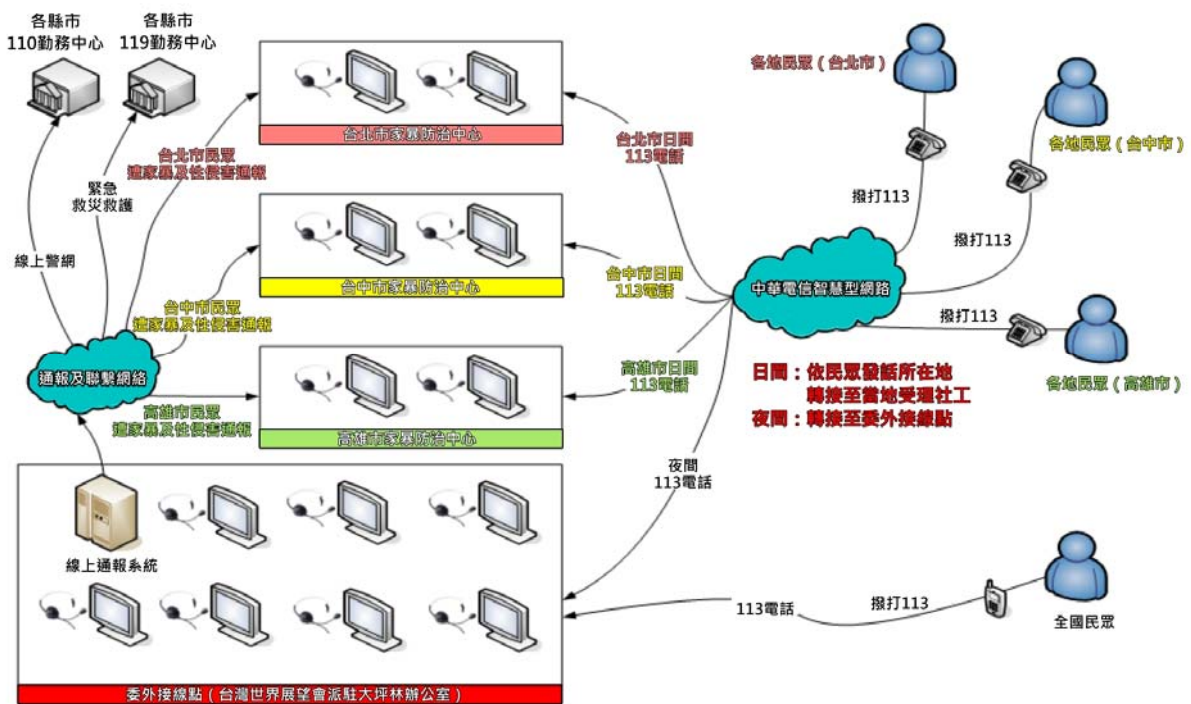 各縣市
110勤務中心
各縣市
119勤務中心
台北市家暴防治中心
台北市民眾
遭家暴及性侵害通報
緊急
救災救護
線上警網
台中市家暴防治中心
台中市民眾
遭家暴及性侵害通報
通報及聯繫網絡
高雄市民眾
遭家暴及性侵害通報
高雄市家暴防治中心
線上通報系統
委外接線點（台灣世界展望會派駐大坪林辦公室）
台北市日間
113電話
台中市日間
113電話
高雄市日間
113電話
夜間
113電話
中華電信智慧型網路
各地民眾（台北市）
撥打113
各地民眾（台中市）
撥打113
撥打113
各地民眾（高雄市）
日間：依民眾發話所在地
轉接至當地受理社工
夜間：轉接至委外接線點
113電話
撥打113
全國民眾